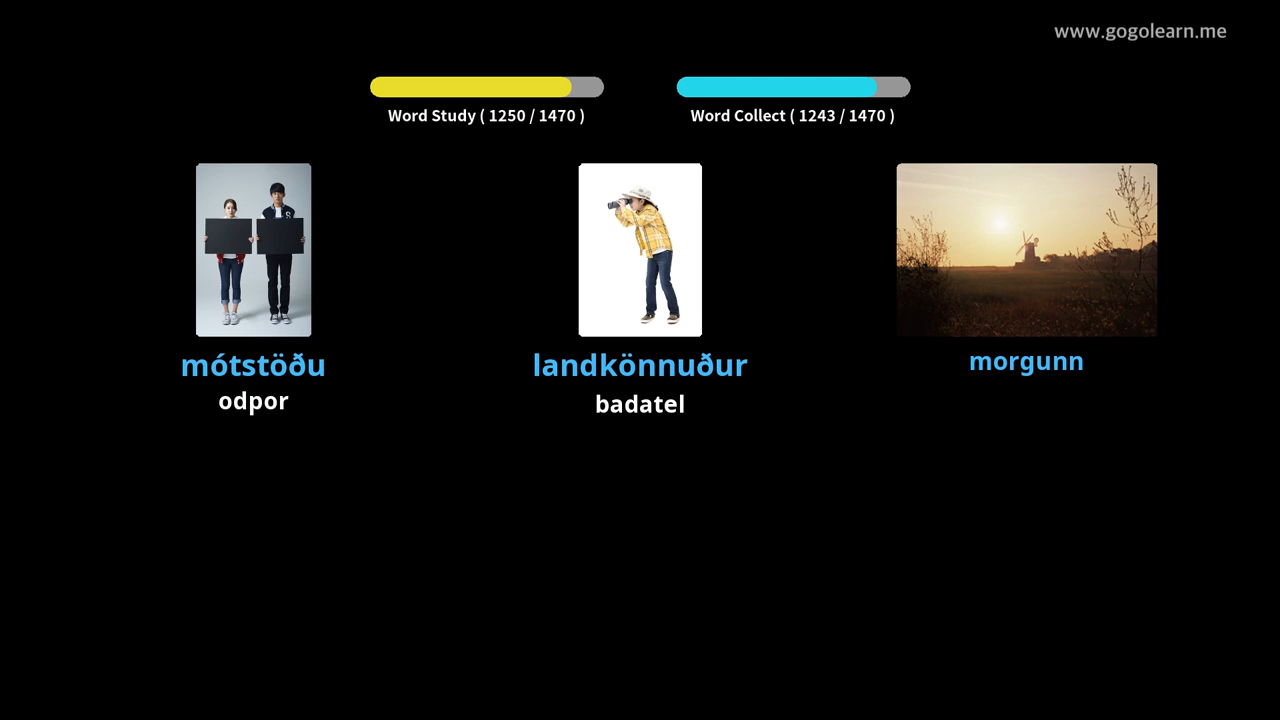 www.gogolearn.me
Word Study ( 1250 / 1470 )
Word Collect ( 1243 / 1470 )
mótstöðu
odpor
landkönnuður
badatel
morgunn